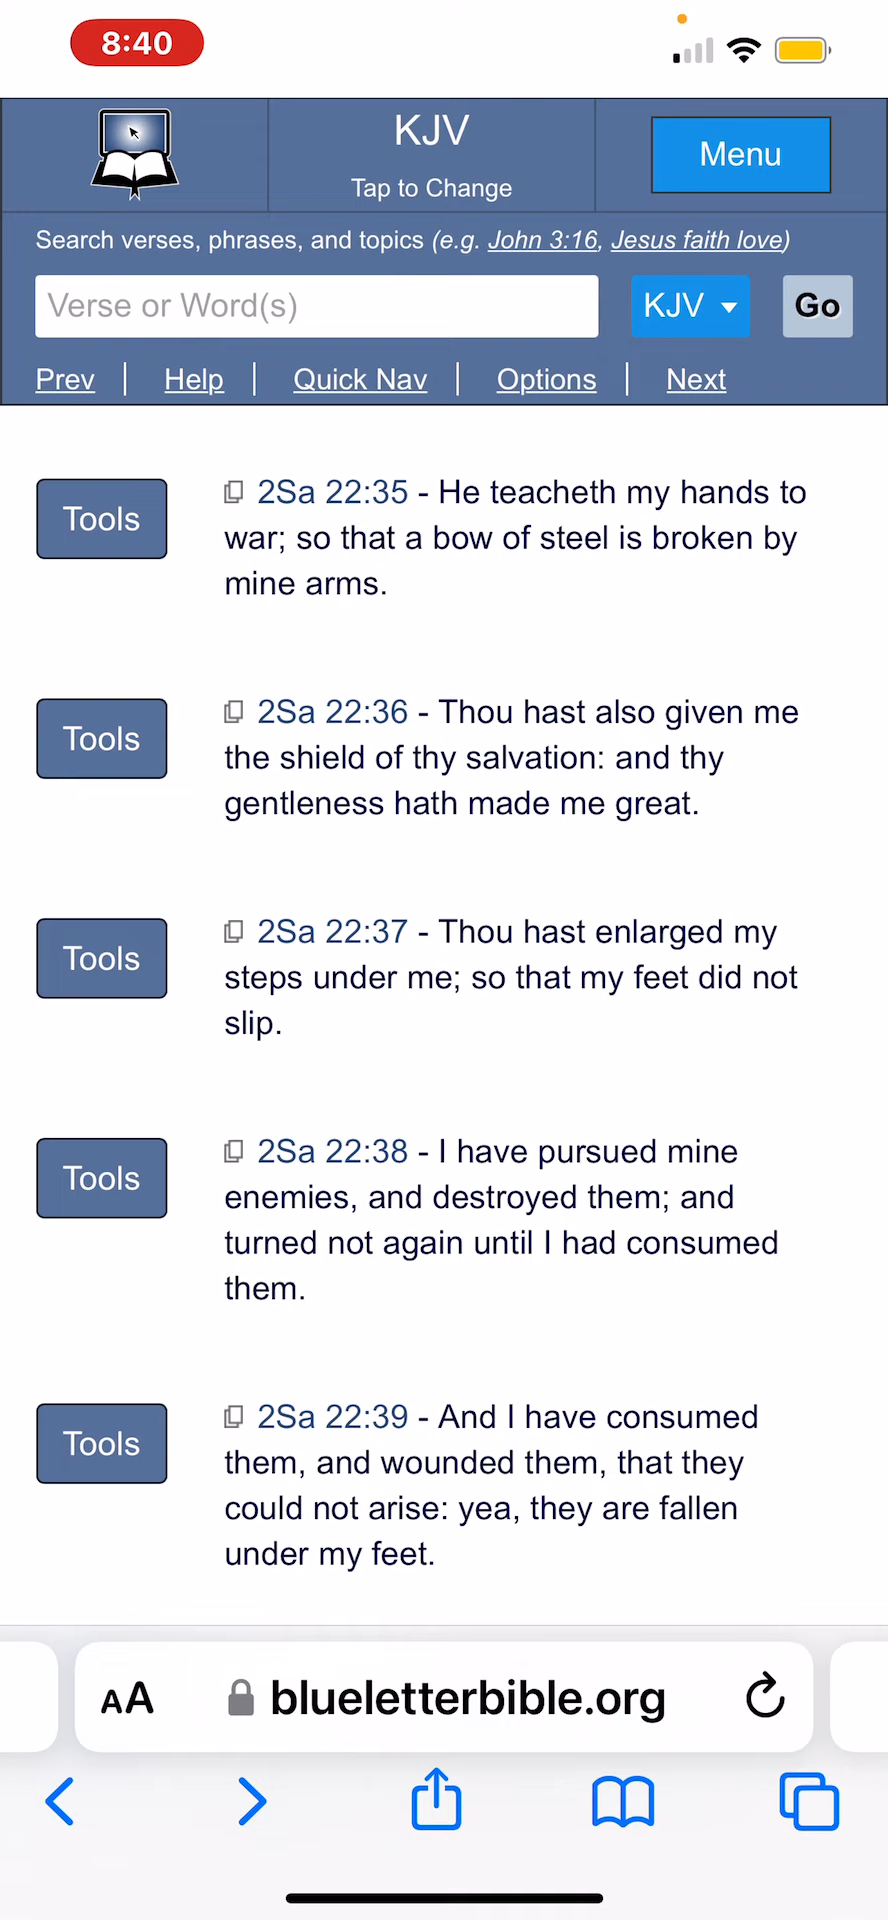 8:40
KJV
Tap to Change
Menu
Search verses, phrases, and topics (e.g. John 3:16, Jesus faith love)
Verse or Word(s)
KJV
Go
Prev | Help | Quick Nav | Options | Next
Tools
2Sa 22:35 - He teacheth my hands to
war; so that a bow of steel is broken by
mine arms.
Tools
2Sa 22:36 - Thou hast also given me
the shield of thy salvation: and thy
gentleness hath made me great.
Tools
2Sa 22:37 - Thou hast enlarged my
steps under me; so that my feet did not
slip.
Tools
2Sa 22:38 - I have pursued mine
enemies, and destroyed them; and
turned not again until I had consumed
them.
Tools
2Sa 22:39 - And I have consumed
them, and wounded them, that they
could not arise: yea, they are fallen
under my feet.
AA
blueletterbible.org